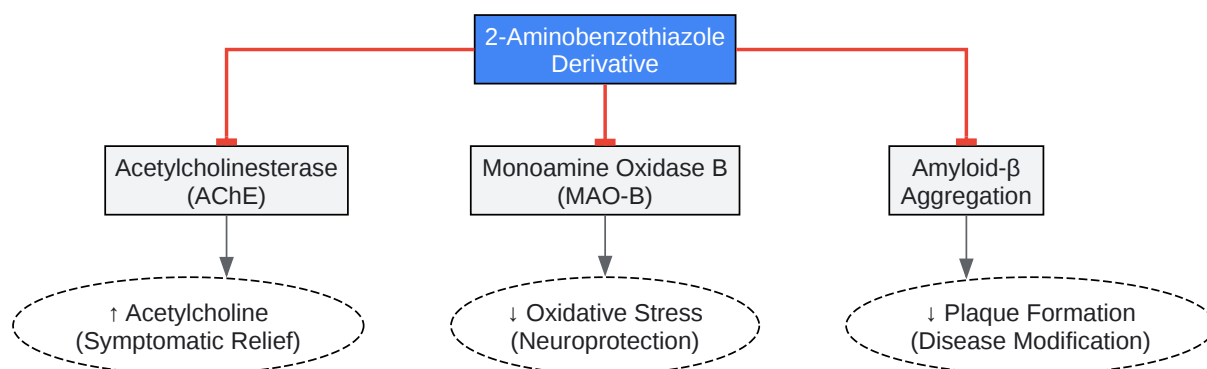 2-Aminobenzothiazole
Derivative
Acetylcholinesterase
(AChE)
Monoamine Oxidase B
(MAO-B)
Amyloid-β
Aggregation
↑ Acetylcholine
(Symptomatic Relief)
↓ Oxidative Stress
(Neuroprotection)
↓ Plaque Formation
(Disease Modification)